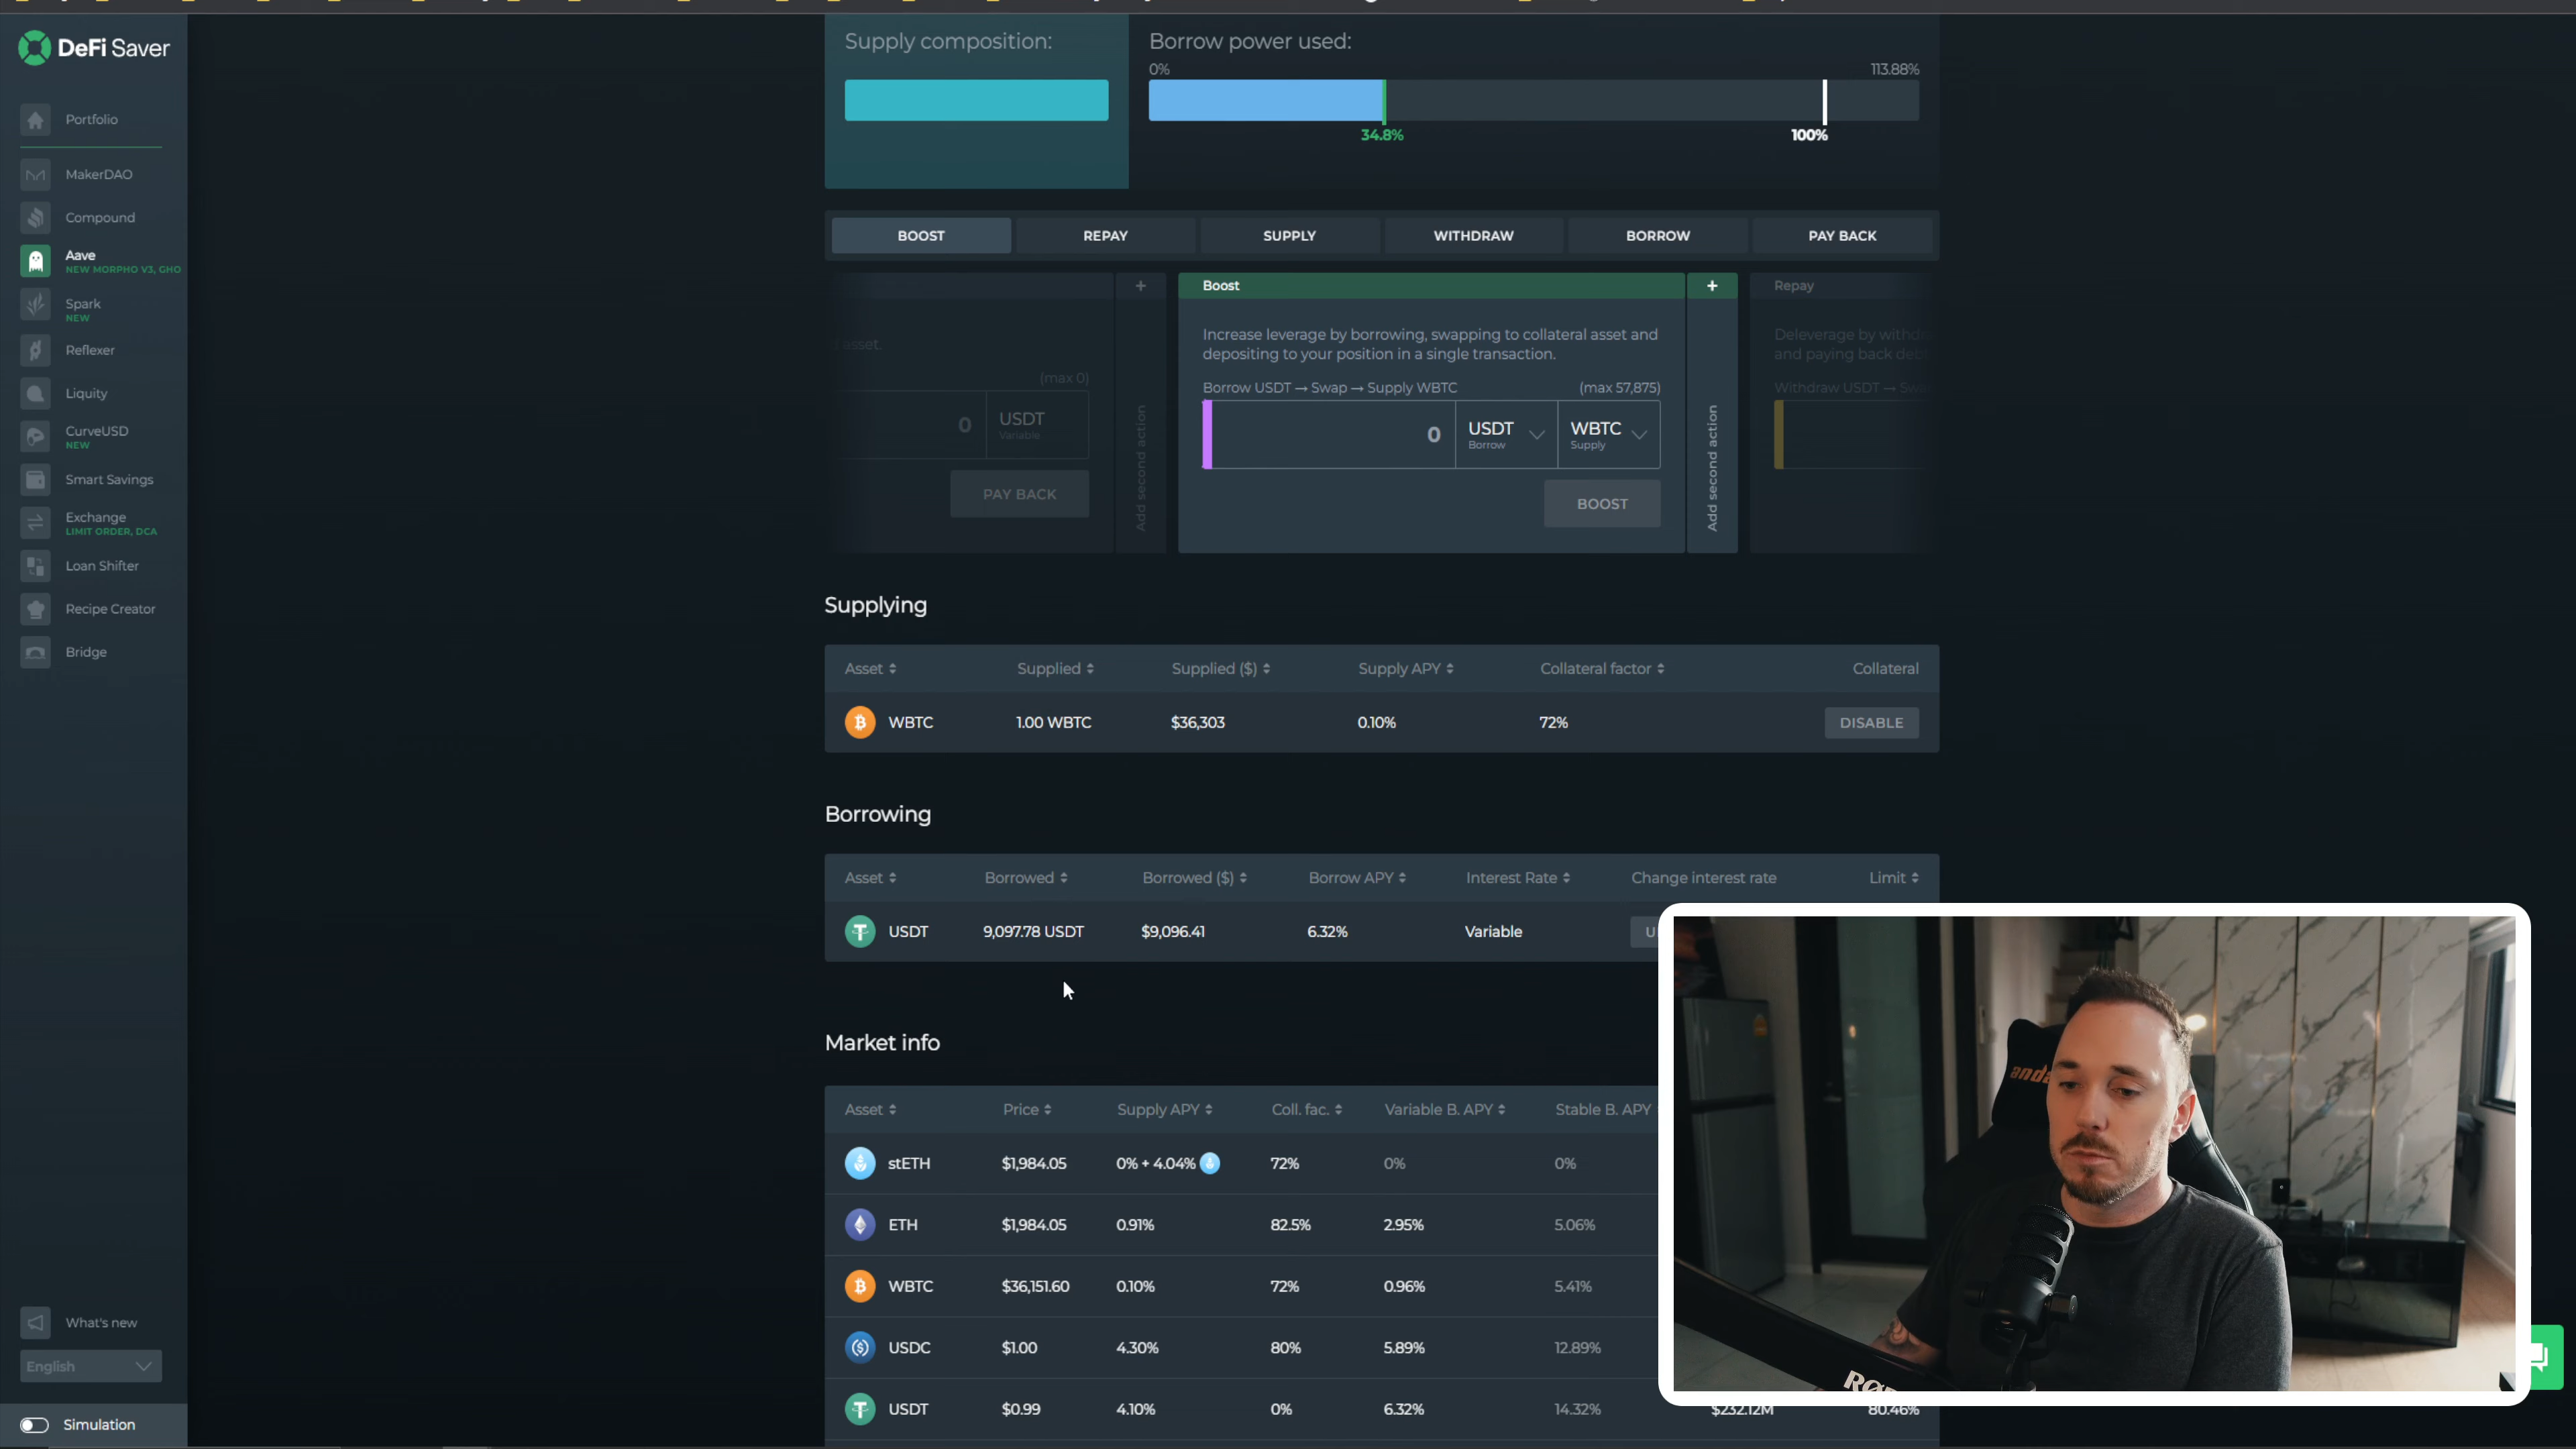 DeFi Saver
Portfolio
MakerDAO
Compound
Aave
NEW MORPHO V3, GHO
Spark
NEW
Reflexer
Liquity
CurveUSD
NEW
Smart Savings
Exchange
LIMIT ORDER, DCA
Loan Shifter
Recipe Creator
Bridge
What's new
English
Simulation
Supply composition:
Borrow power used:
0%
113.88%
34.8%
100%
BOOST
REPAY
SUPPLY
WITHDRAW
BORROW
PAY BACK
asset.
(max 0)
0
USDT
Variable
PAY BACK
+
Add second action
Boost
+
Increase leverage by borrowing, swapping to collateral asset and
depositing to your position in a single transaction.
Borrow USDT → Swap → Supply WBTC
(max 57,875)
0
USDT
Borrow
WBTC
Supply
BOOST
Add second action
Repay
Deleverage by
and paying back
Withdraw USDT →
Supplying
Asset Supplied Supplied ($) Supply APY Collateral factor Collateral
WBTC 1.00 WBTC $36,303 0.10% 72% DISABLE
Borrowing
Asset Borrowed Borrowed ($) Borrow APY Interest Rate Change interest rate Limit
USDT 9,097.78 USDT $9,096.41 6.32% Variable
Market info
Asset Price Supply APY Coll. fac. Variable B. APY Stable B. APY
stETH $1,984.05 0% + 4.04% 72% 0% 0%
ETH $1,984.05 0.91% 82.5% 2.95% 5.06%
WBTC $36,151.60 0.10% 72% 0.96% 5.41%
USDC $1.00 4.30% 80% 5.89% 12.89%
USDT $0.99 4.10% 0% 6.32% 14.32% $232.12M 80.46%